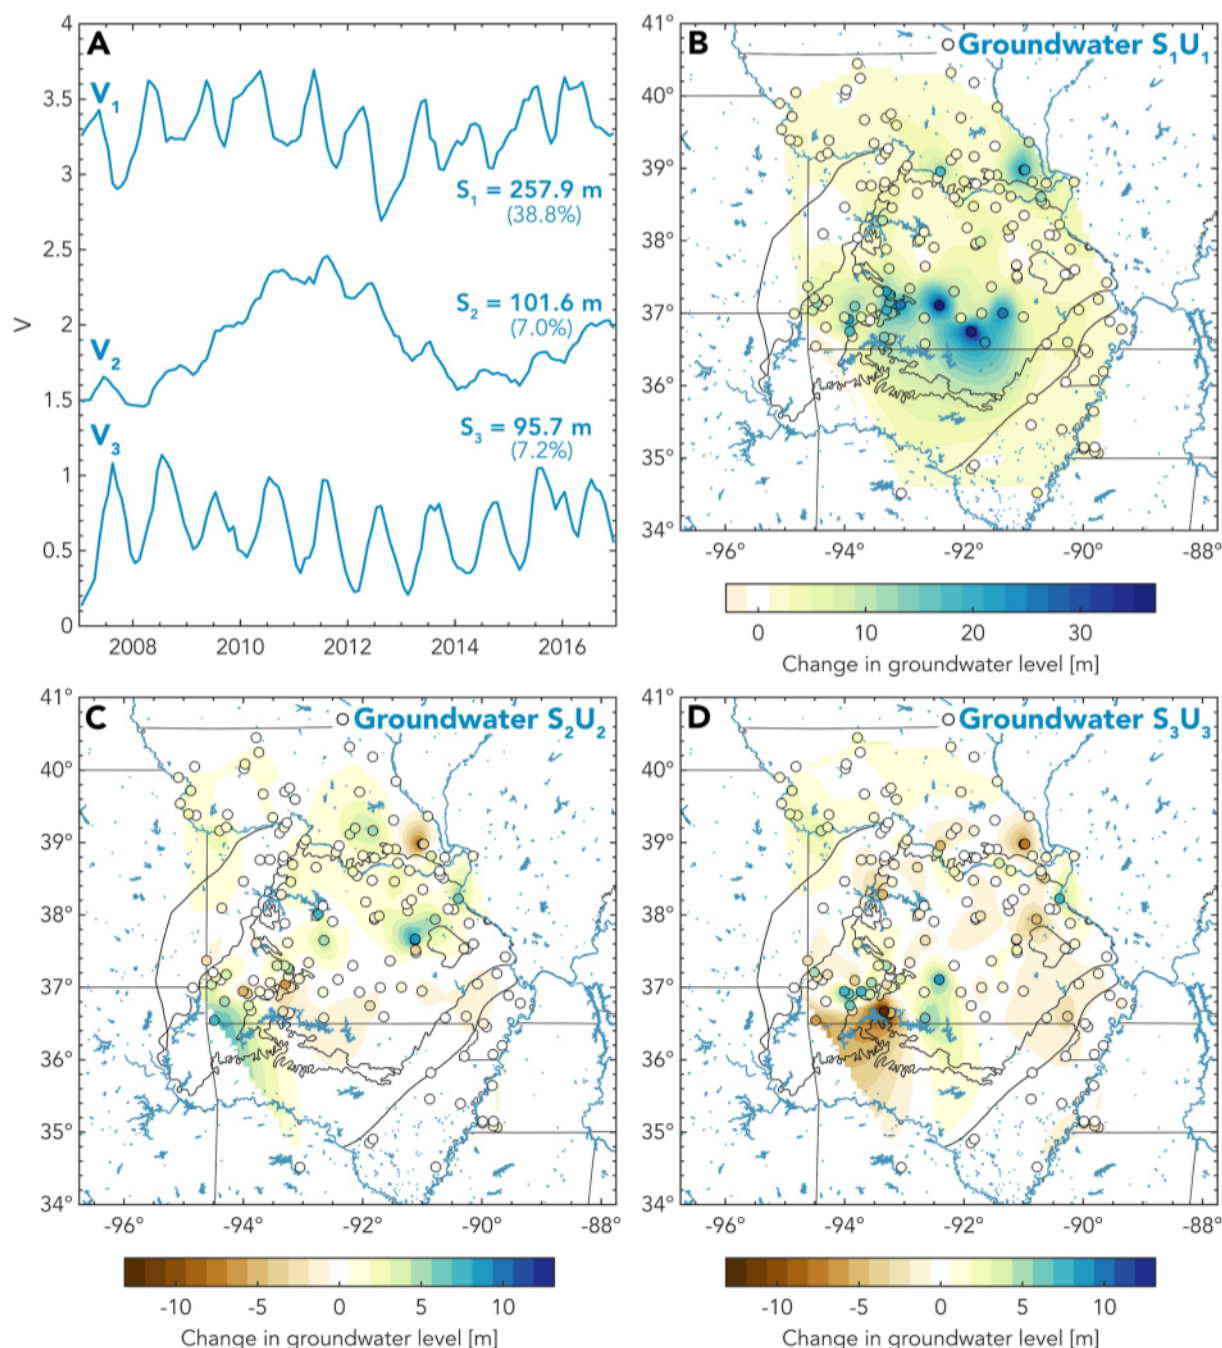 A
4
3.5
3
2.5
2
1.5
1
0.5
0
V
V1
S1 = 257.9 m
(38.8%)
V2
S2 = 101.6 m
(7.0%)
V3
S3 = 95.7 m
(7.2%)
2008 2010 2012 2014 2016
B
Groundwater S1U1
41°
40°
39°
38°
37°
36°
35°
34°
-96° -94° -92° -90° -88°
0 10 20 30
Change in groundwater level [m]
C
Groundwater S2U2
41°
40°
39°
38°
37°
36°
35°
34°
-96° -94° -92° -90° -88°
-10 -5 0 5 10
Change in groundwater level [m]
D
Groundwater S3U3
41°
40°
39°
38°
37°
36°
35°
34°
-96° -94° -92° -90° -88°
-10 -5 0 5 10
Change in groundwater level [m]